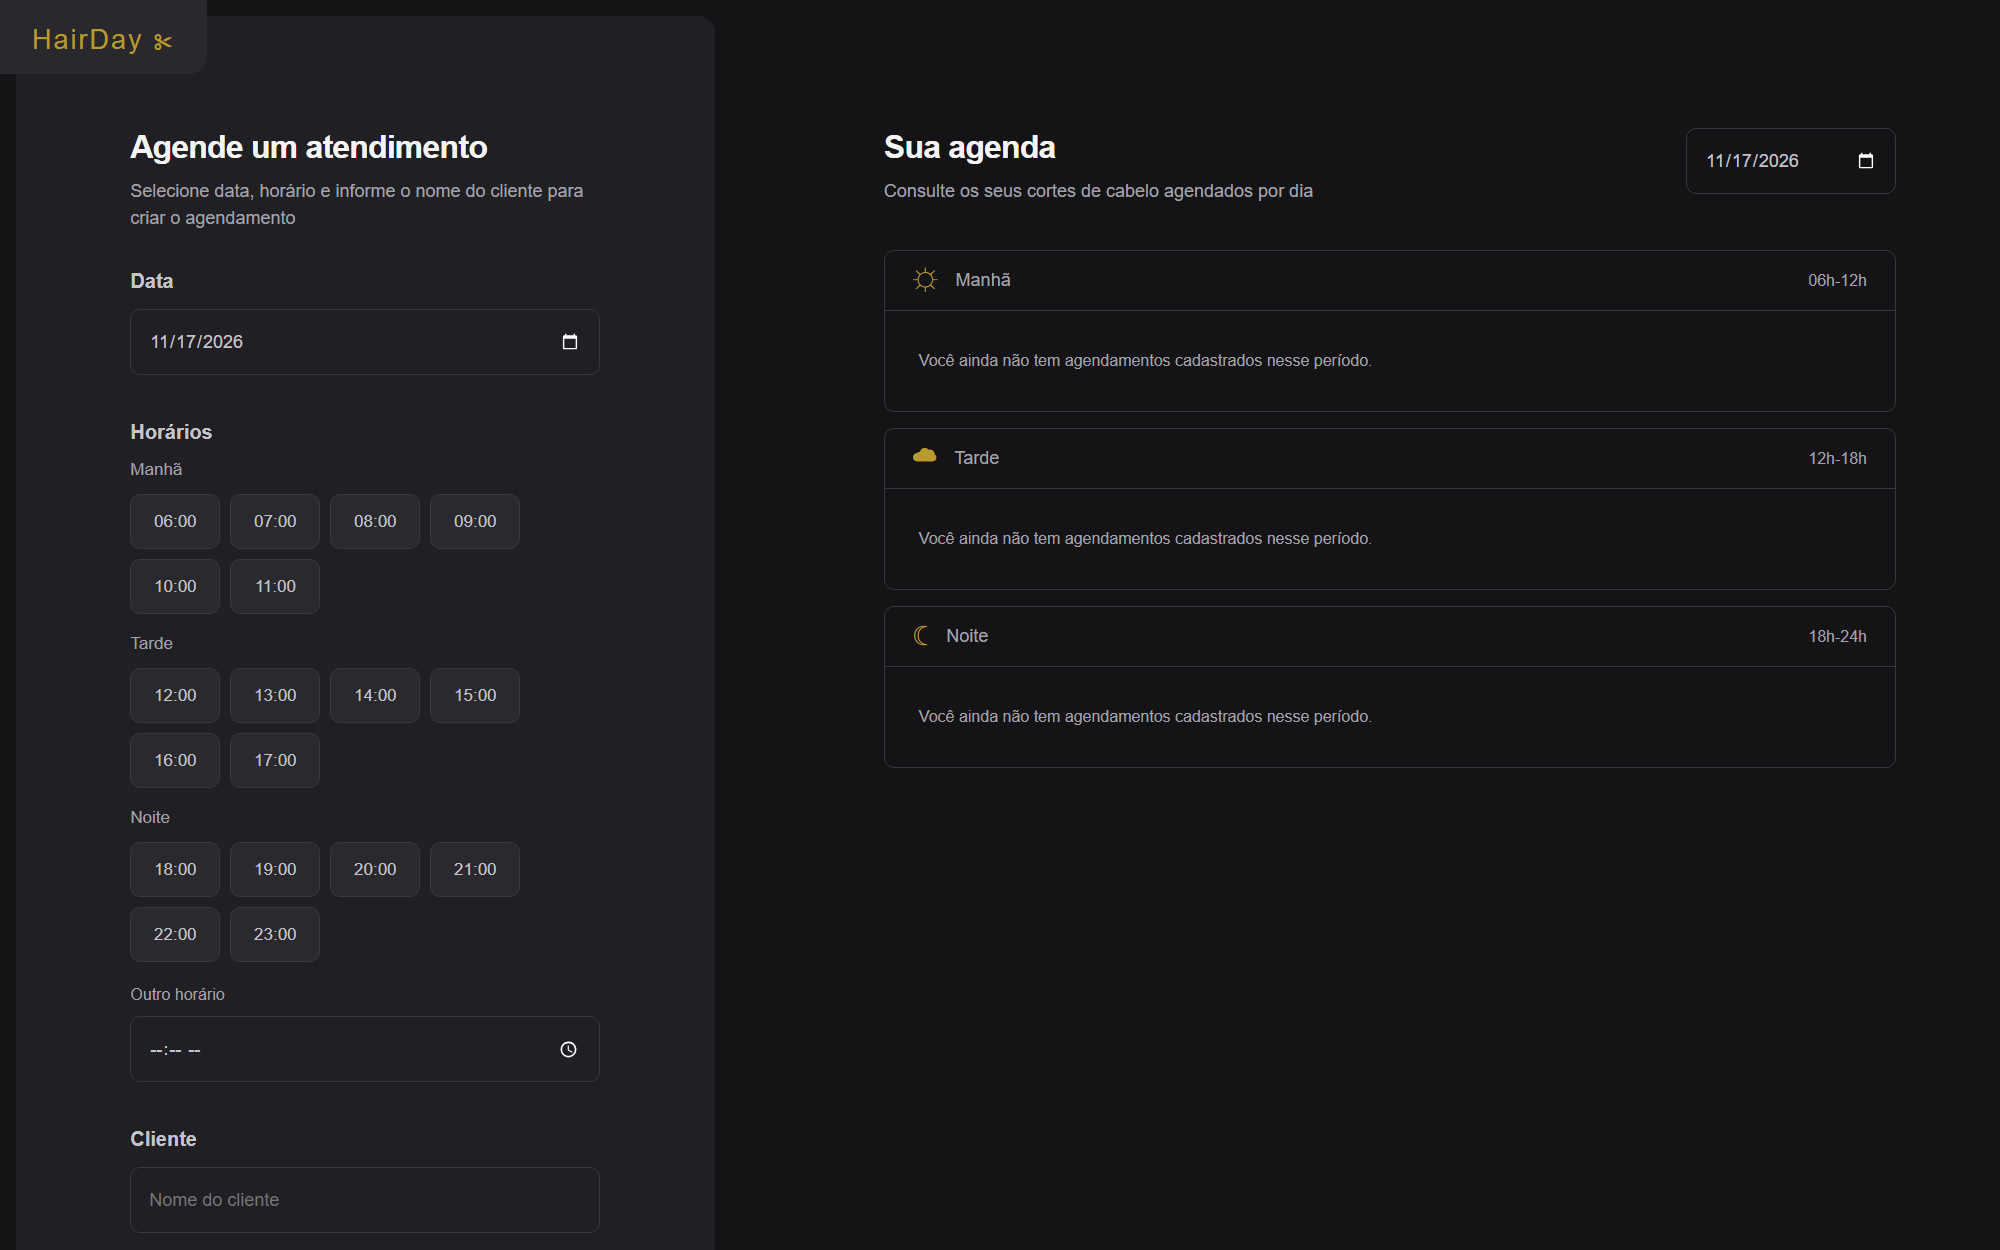 HairDay
Agende um atendimento
Selecione data, horário e informe o nome do cliente para
criar o agendamento
Data
11/17/2026
Horários
Manhã
06:00 07:00 08:00 09:00
10:00 11:00
Tarde
12:00 13:00 14:00 15:00
16:00 17:00
Noite
18:00 19:00 20:00 21:00
22:00 23:00
Outro horário
--:-- --
Cliente
Nome do cliente
Sua agenda
Consulte os seus cortes de cabelo agendados por dia
11/17/2026
Manhã 06h-12h
Você ainda não tem agendamentos cadastrados nesse período.
Tarde 12h-18h
Você ainda não tem agendamentos cadastrados nesse período.
Noite 18h-24h
Você ainda não tem agendamentos cadastrados nesse período.